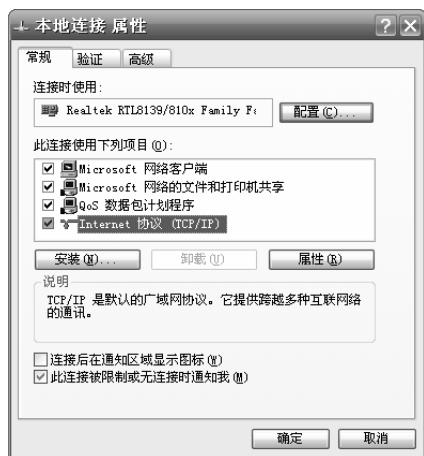 本地连接 属性
常规 验证 高级
连接时使用:
Realtek RTL8139/810x Family Fa
配置(C)...
此连接使用下列项目(O):
Microsoft 网络客户端
Microsoft 网络的文件和打印机共享
QoS 数据包计划程序
Internet 协议 (TCP/IP)
安装(N)... 卸载(U) 属性(R)
说明
TCP/IP 是默认的广域网协议。它提供跨越多种互联网络
的通讯。
连接后在通知区域显示图标(W)
此连接被限制或无连接时通知我(M)
确定 取消